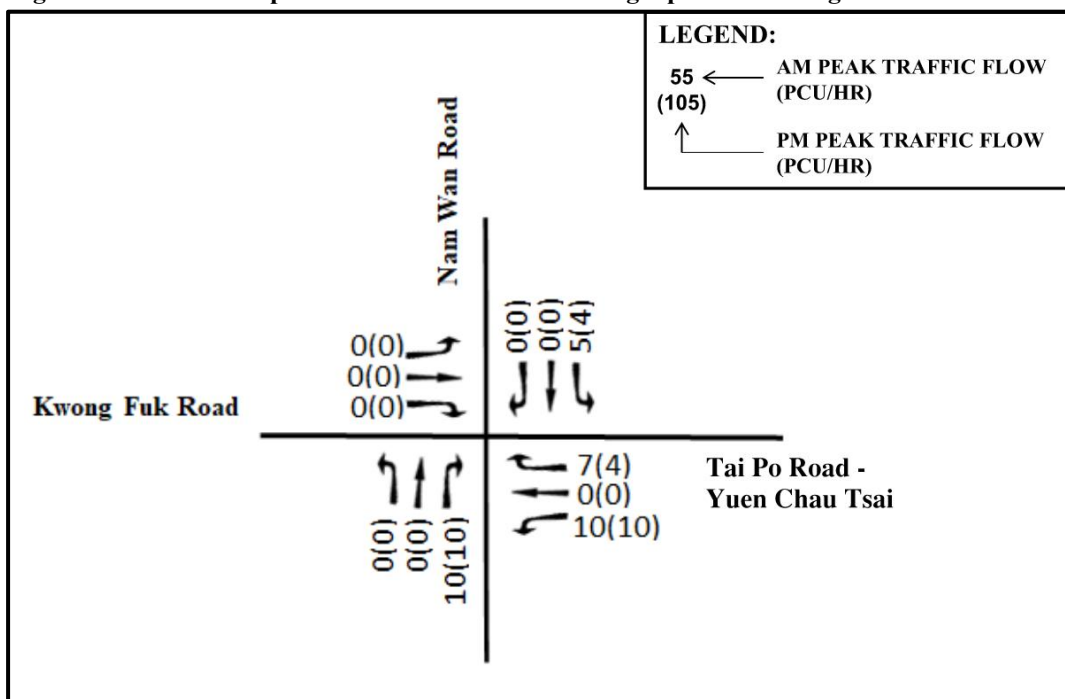 LEGEND:
55
AM PEAK TRAFFIC FLOW
(PCU/HR)
(105)
PM PEAK TRAFFIC FLOW
(PCU/HR)
Nam Wan Road
0(0)
0(0)
5(4)
0(0)
0(0)
0(0)
Kwong Fuk Road
7(4)
0(0)
10(10)
Tai Po Road -
Yuen Chau Tsai
0(0)
0(0)
10(10)